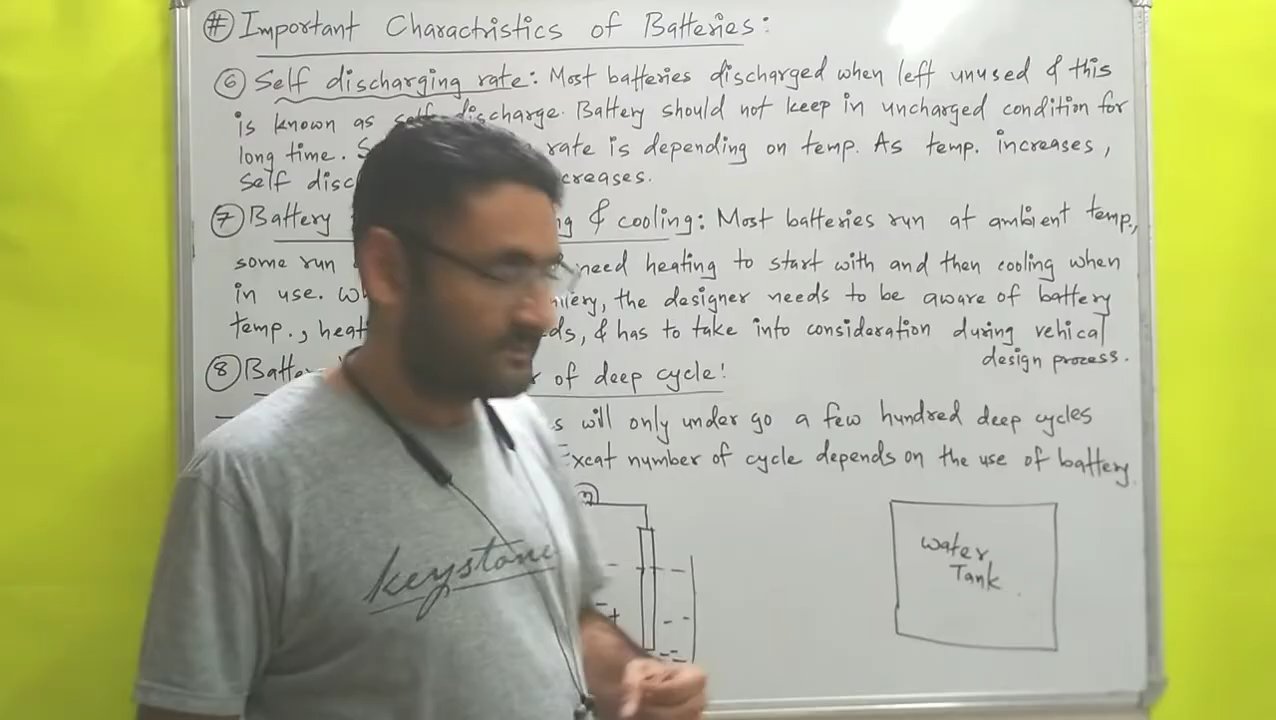 # Important Charactristics of Batteries:
6 Self discharging rate: Most batteries discharged when left unused & this
is known as self discharge. Battery should not keep in uncharged condition for
long time. rate is depending on temp. As temp. increases,
Self disc creases.
7 Battery & cooling: Most batteries run at ambient temp.,
some run need heating to start with and then cooling when
in use. the designer needs to be aware of battery
temp., heat ds, & has to take into consideration during vehical
design process.
8 Batte of deep cycle!
s will only under go a few hundred deep cycles
Excat number of cycle depends on the use of battery.
water
Tank
+
keystone